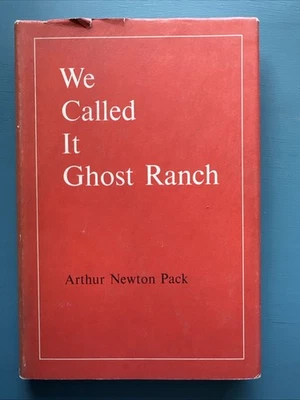 We
Called
It
Ghost Ranch
Arthur Newton Pack